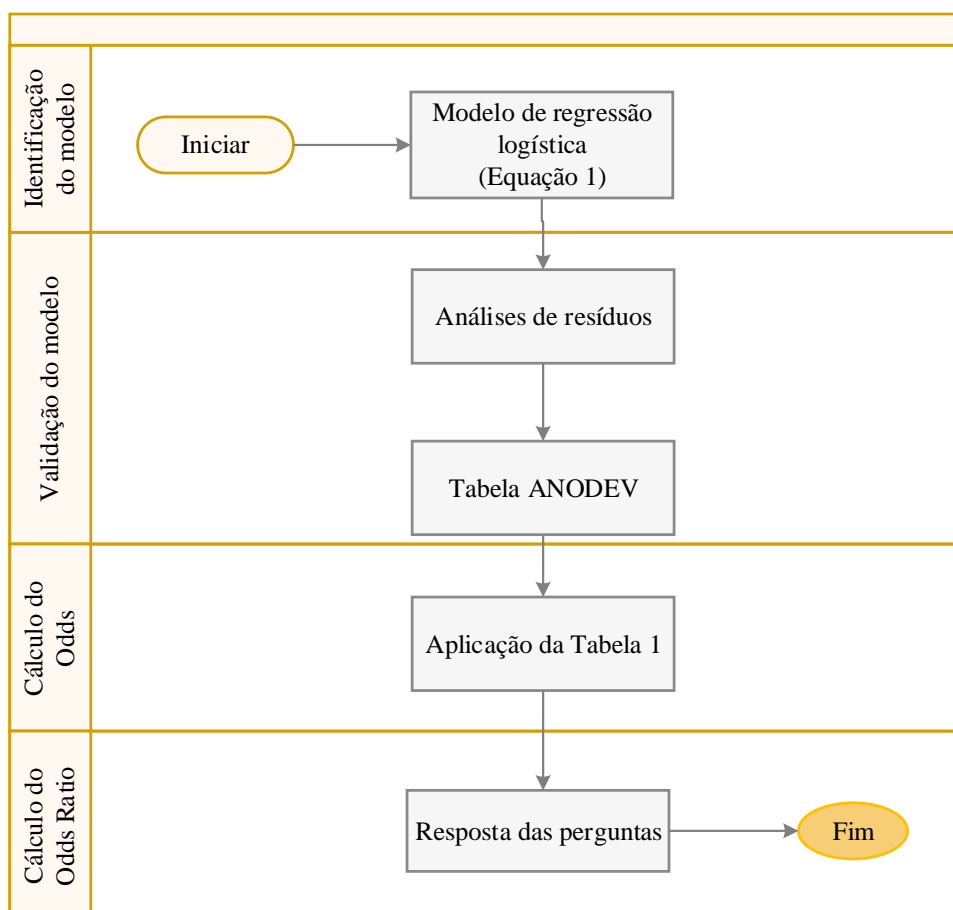 Identificação
do modelo
Iniciar
Modelo de regressão
logística
(Equação 1)
Validação do modelo
Análises de resíduos
Tabela ANODEV
Cálculo do
Odds
Aplicação da Tabela 1
Cálculo do
Odds Ratio
Resposta das perguntas
Fim